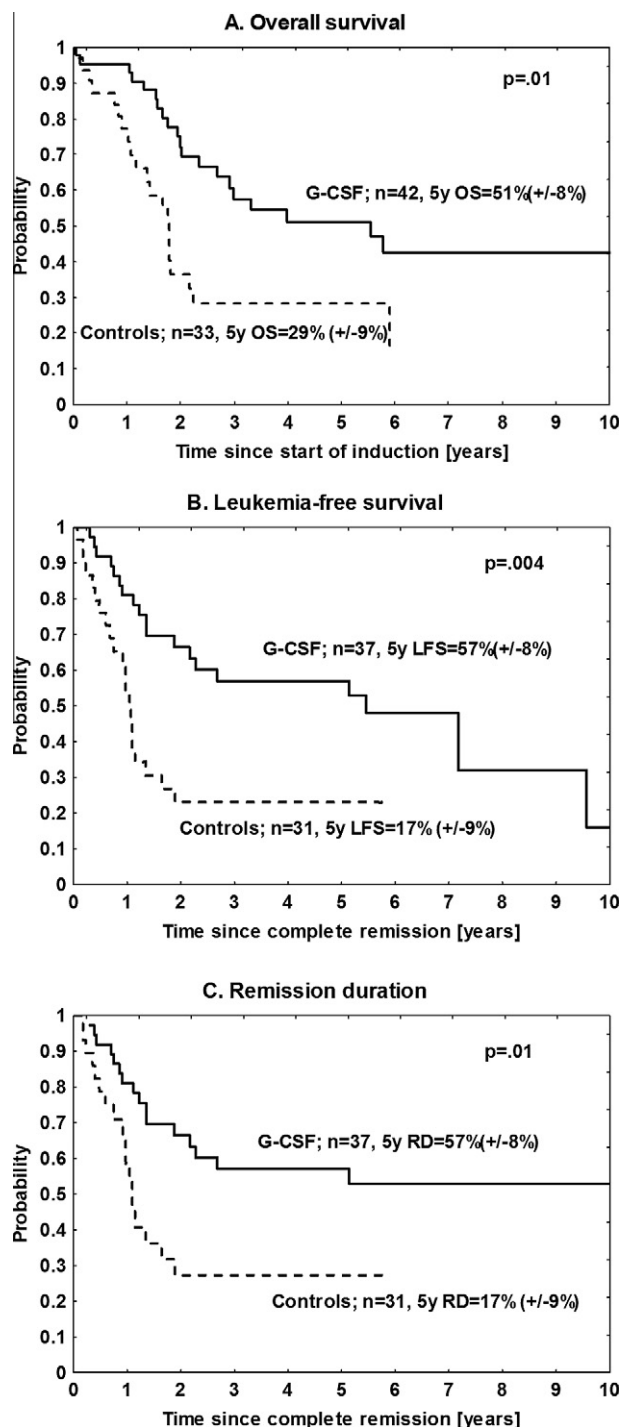 A. Overall survival
1
0.9
0.8
0.7
0.6
0.5
0.4
0.3
0.2
0.1
0
Probability
p=.01
G-CSF; n=42, 5y OS=51%(+/-8%)
Controls; n=33, 5y OS=29% (+/-9%)
0 1 2 3 4 5 6 7 8 9 10
Time since start of induction [years]
B. Leukemia-free survival
1
0.9
0.8
0.7
0.6
0.5
0.4
0.3
0.2
0.1
0
Probability
p=.004
G-CSF; n=37, 5y LFS=57%(+/-8%)
Controls; n=31, 5y LFS=17% (+/-9%)
0 1 2 3 4 5 6 7 8 9 10
Time since complete remission [years]
C. Remission duration
1
0.9
0.8
0.7
0.6
0.5
0.4
0.3
0.2
0.1
0
Probability
p=.01
G-CSF; n=37, 5y RD=57%(+/-8%)
Controls; n=31, 5y RD=17% (+/-9%)
0 1 2 3 4 5 6 7 8 9 10
Time since complete remission [years]